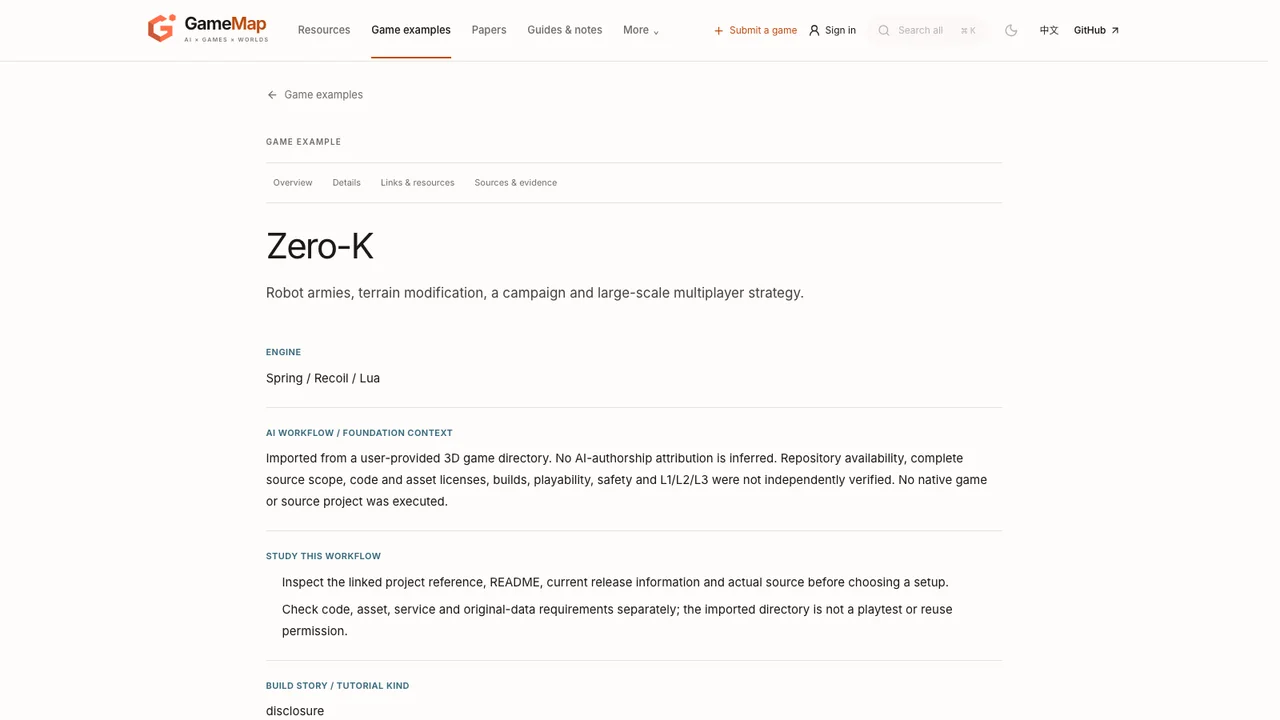 GameMap
AI × GAMES × WORLDS
Resources
Game examples
Papers
Guides & notes
More
+ Submit a game
Sign in
Search all
⌘ K
中文
GitHub ↗
← Game examples
GAME EXAMPLE
Overview
Details
Links & resources
Sources & evidence
Zero-K
Robot armies, terrain modification, a campaign and large-scale multiplayer strategy.
ENGINE
Spring / Recoil / Lua
AI WORKFLOW / FOUNDATION CONTEXT
Imported from a user-provided 3D game directory. No AI-authorship attribution is inferred. Repository availability, complete
source scope, code and asset licenses, builds, playability, safety and L1/L2/L3 were not independently verified. No native game
or source project was executed.
STUDY THIS WORKFLOW
Inspect the linked project reference, README, current release information and actual source before choosing a setup.
Check code, asset, service and original-data requirements separately; the imported directory is not a playtest or reuse
permission.
BUILD STORY / TUTORIAL KIND
disclosure